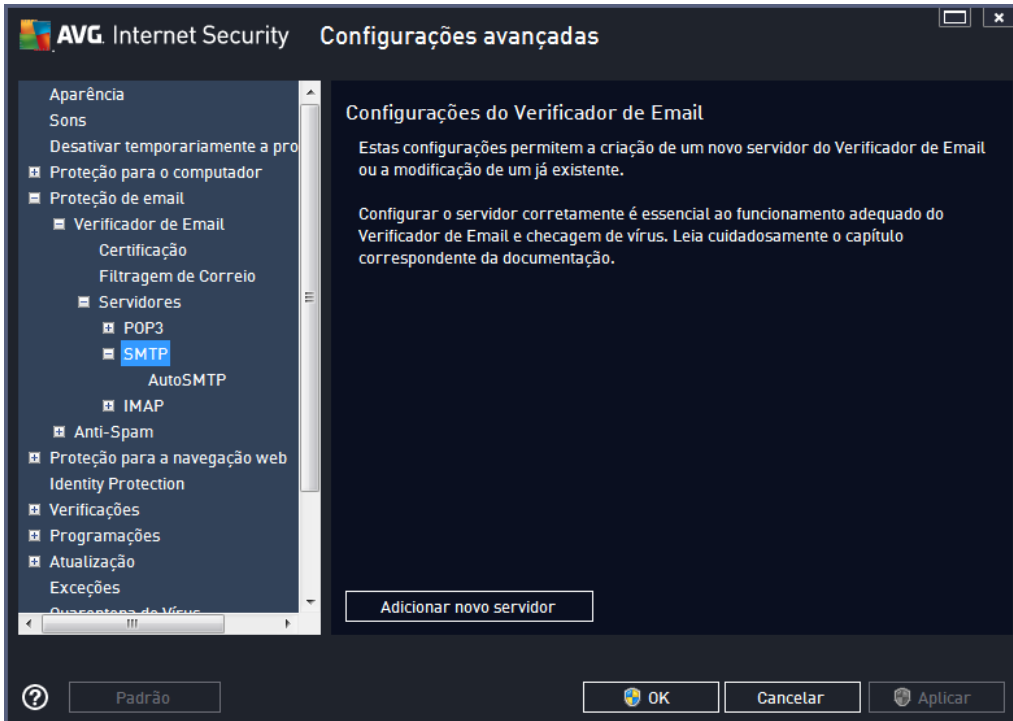 AVG. Internet Security Configurações avançadas
Aparência
Sons
Desativar temporariamente a pro
Proteção para o computador
Proteção de email
Verificador de Email
Certificação
Filtragem de Correio
Servidores
POP3
SMTP
AutoSMTP
IMAP
Anti-Spam
Proteção para a navegação web
Identity Protection
Verificações
Programações
Atualização
Exceções
Quarentena de Vírus
Configurações do Verificador de Email
Estas configurações permitem a criação de um novo servidor do Verificador de Email
ou a modificação de um já existente.
Configurar o servidor corretamente é essencial ao funcionamento adequado do
Verificador de Email e checagem de vírus. Leia cuidadosamente o capítulo
correspondente da documentação.
Adicionar novo servidor
Padrão
OK
Cancelar
Aplicar